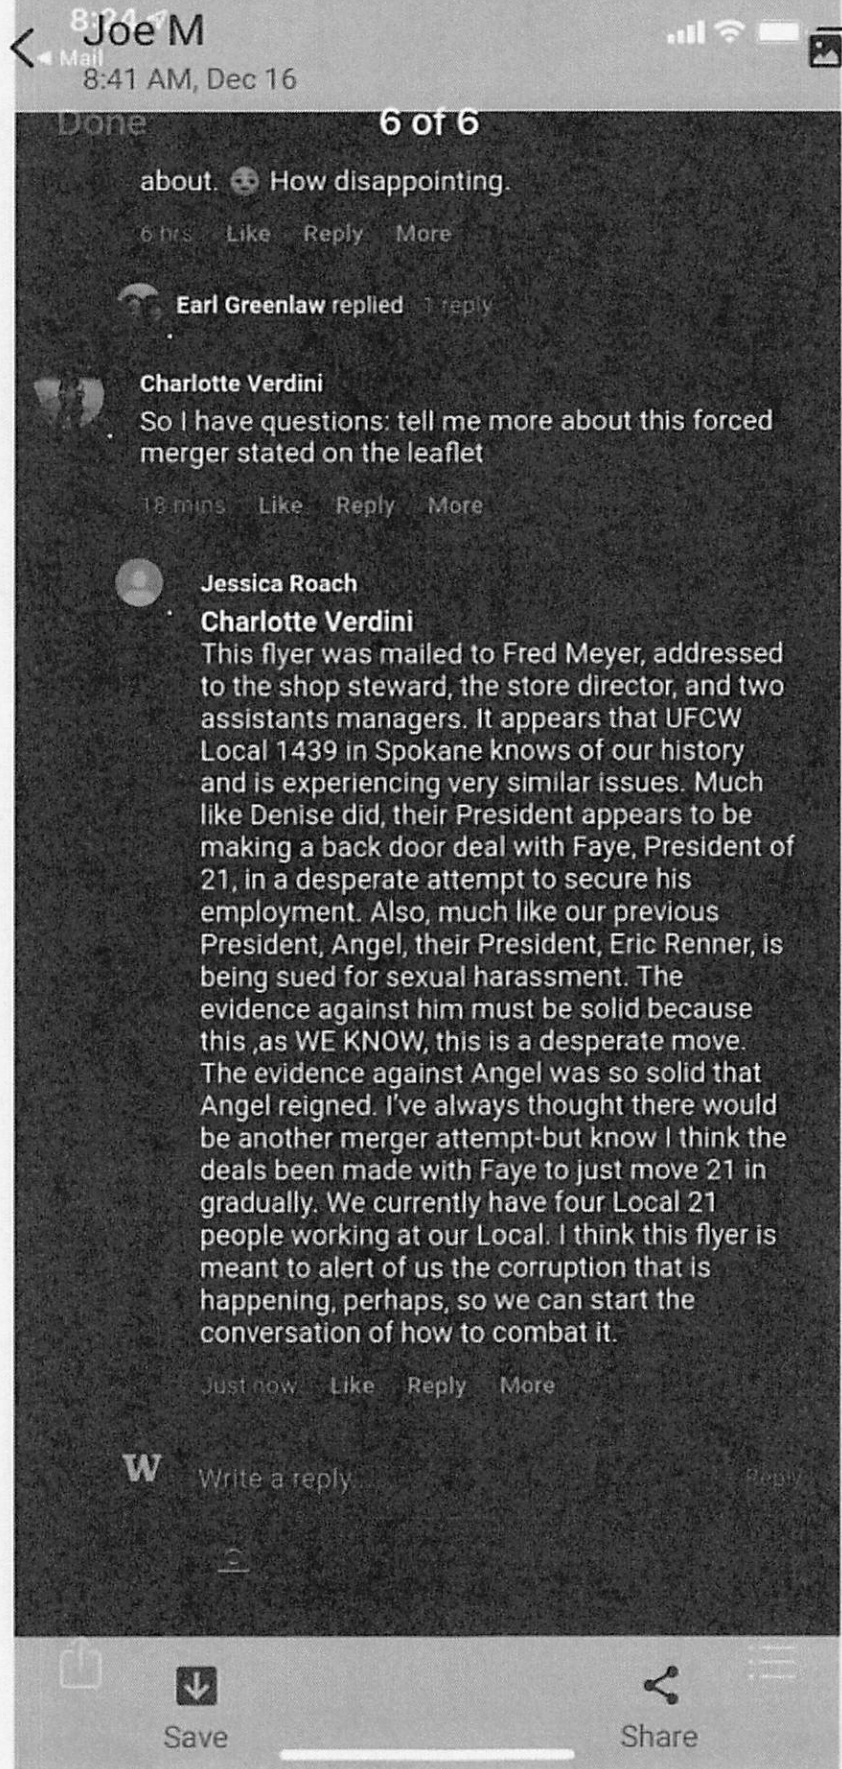 8:24
Joe M
Mail
8:41 AM, Dec 16
Done
6 of 6
about. 😳 How disappointing.
6 hrs Like Reply More
Earl Greenlaw replied 1 reply
Charlotte Verdini
So I have questions: tell me more about this forced
merger stated on the leaflet
18 mins Like Reply More
Jessica Roach
Charlotte Verdini
This flyer was mailed to Fred Meyer, addressed
to the shop steward, the store director, and two
assistants managers. It appears that UFCW
Local 1439 in Spokane knows of our history
and is experiencing very similar issues. Much
like Denise did, their President appears to be
making a back door deal with Faye, President of
21, in a desperate attempt to secure his
employment. Also, much like our previous
President, Angel, their President, Eric Renner, is
being sued for sexual harassment. The
evidence against him must be solid because
this ,as WE KNOW, this is a desperate move.
The evidence against Angel was so solid that
Angel reigned. I've always thought there would
be another merger attempt-but know I think the
deals been made with Faye to just move 21 in
gradually. We currently have four Local 21
people working at our Local. I think this flyer is
meant to alert of us the corruption that is
happening, perhaps, so we can start the
conversation of how to combat it.
Just now Like Reply More
W Write a reply... Reply
Save Share